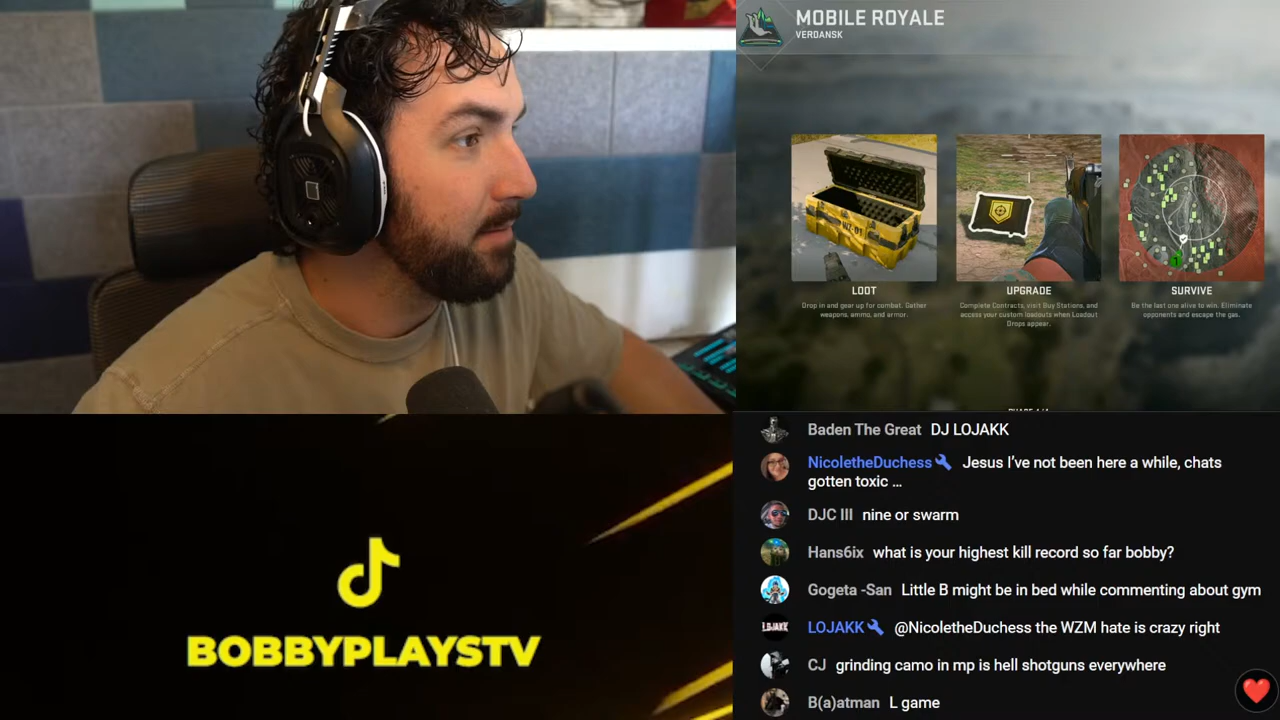 MOBILE ROYALE
VERDANSK
WZ-01
LOOT
Drop in and gear up for combat. Gather
weapons, ammo, and armor.
UPGRADE
Complete Contracts, visit Buy Stations, and
access your custom loadouts when Loadout
Drops appear.
SURVIVE
Be the last one alive to win. Eliminate
opponents and escape the gas.
Baden The Great DJ LOJAKK
NicoletheDuchess Jesus I've not been here a while, chats
gotten toxic ...
DJC III nine or swarm
Hans6ix what is your highest kill record so far bobby?
Gogeta -San Little B might be in bed while commenting about gym
LOJAKK @NicoletheDuchess the WZM hate is crazy right
CJ grinding camo in mp is hell shotguns everywhere
B(a)atman L game
BOBBYPLAYSTV